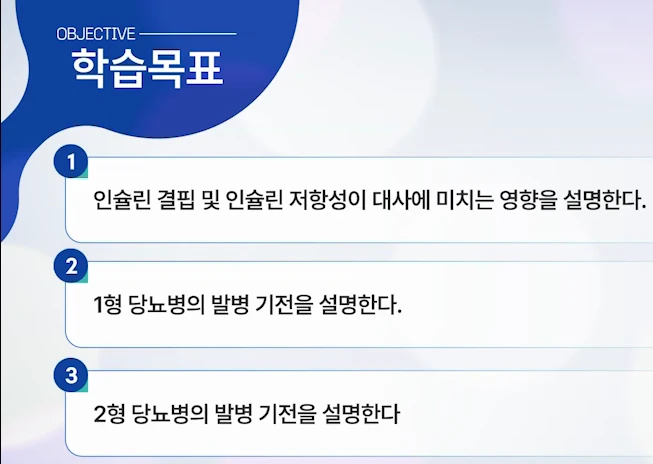 OBJECTIVE
학습목표
1
인슐린 결핍 및 인슐린 저항성이 대사에 미치는 영향을 설명한다.
2
1형 당뇨병의 발병 기전을 설명한다.
3
2형 당뇨병의 발병 기전을 설명한다